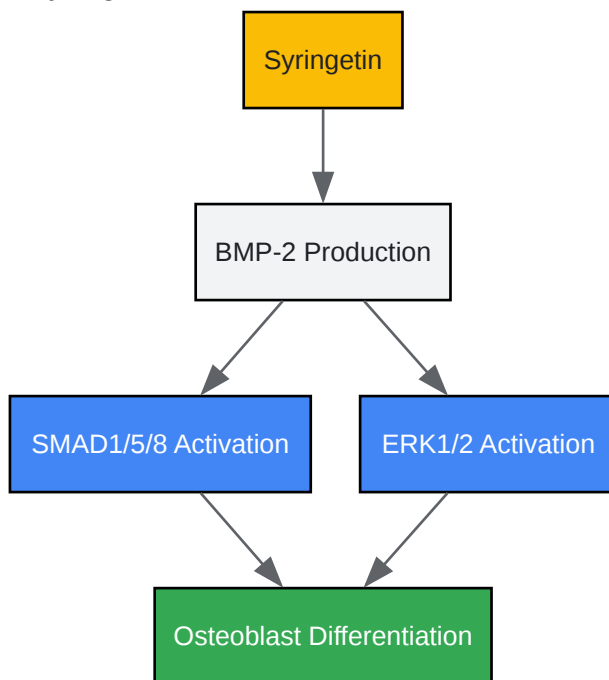 Syringetin
BMP-2 Production
SMAD1/5/8 Activation
ERK1/2 Activation
Osteoblast Differentiation